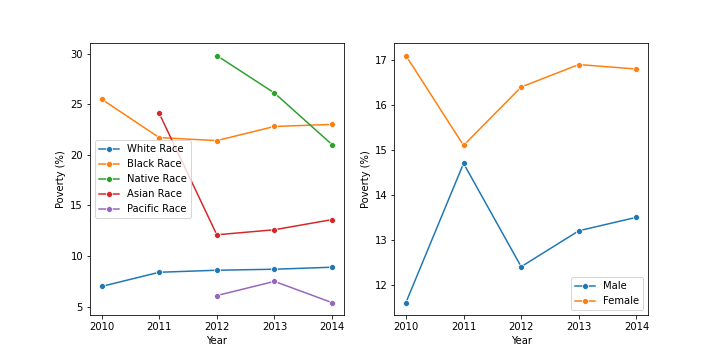 30
25
20
15
10
5
Poverty (%)
White Race
Black Race
Native Race
Asian Race
Pacific Race
2010 2011 2012 2013 2014
Year
17
16
15
14
13
12
Poverty (%)
Male
Female
2010 2011 2012 2013 2014
Year